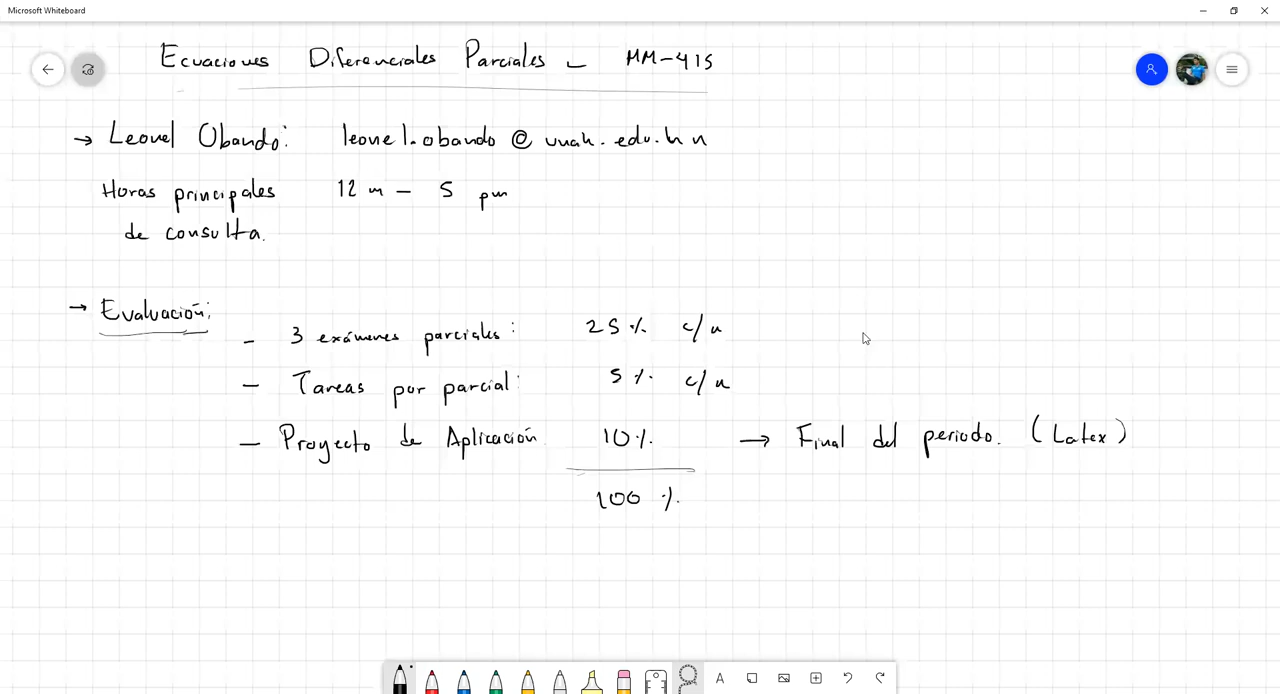 Microsoft Whiteboard
Ecuaciones Diferenciales Parciales - MM-415
→ Leonel Obando: leonel.obando @ unah.edu.hn
Horas principales 12 m - 5 pm
de consulta.
→ Evaluación:
- 3 exámenes parciales: 25 % c/u
- Tareas por parcial: 5 % c/u
- Proyecto de Aplicación 10 % → Final del periodo. (Latex)
100 %
A